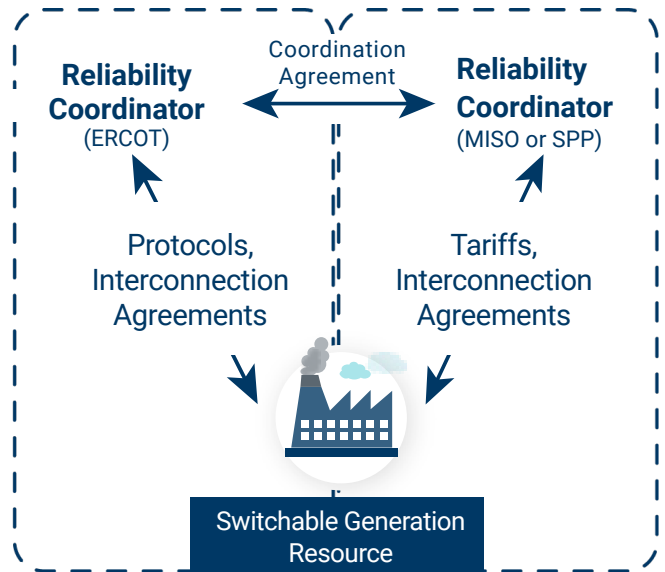 Coordination
Agreement
Reliability
Coordinator
(ERCOT)
Reliability
Coordinator
(MISO or SPP)
Protocols,
Interconnection
Agreements
Tariffs,
Interconnection
Agreements
Switchable Generation
Resource